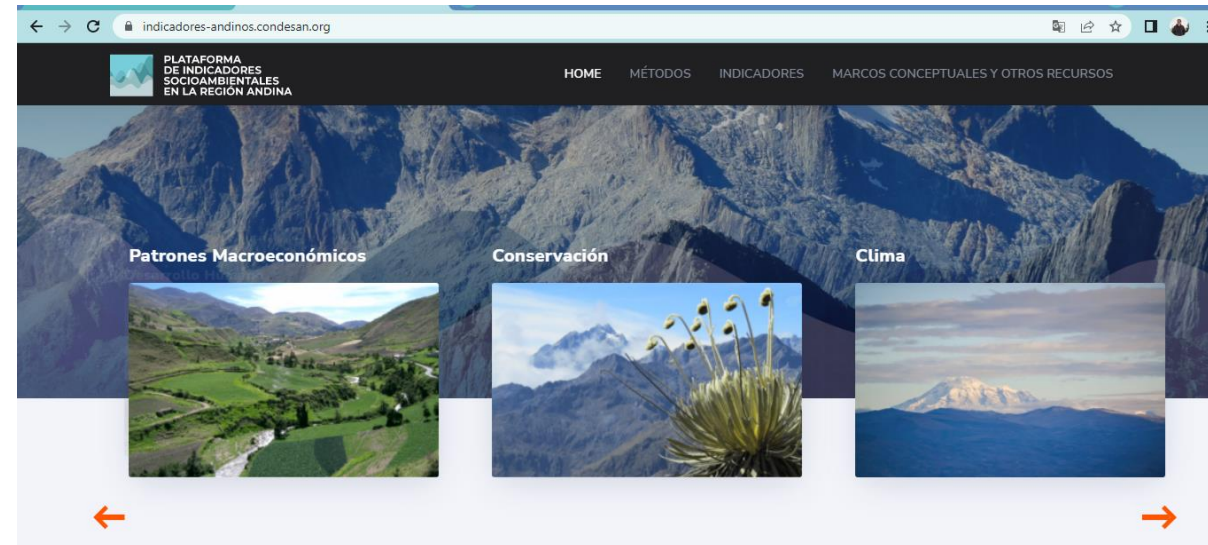 indicadores-andinos.condesan.org
PLATAFORMA
DE INDICADORES
SOCIOAMBIENTALES
EN LA REGIÓN ANDINA
HOME MÉTODOS INDICADORES MARCOS CONCEPTUALES Y OTROS RECURSOS
Patrones Macroeconómicos Conservación Clima